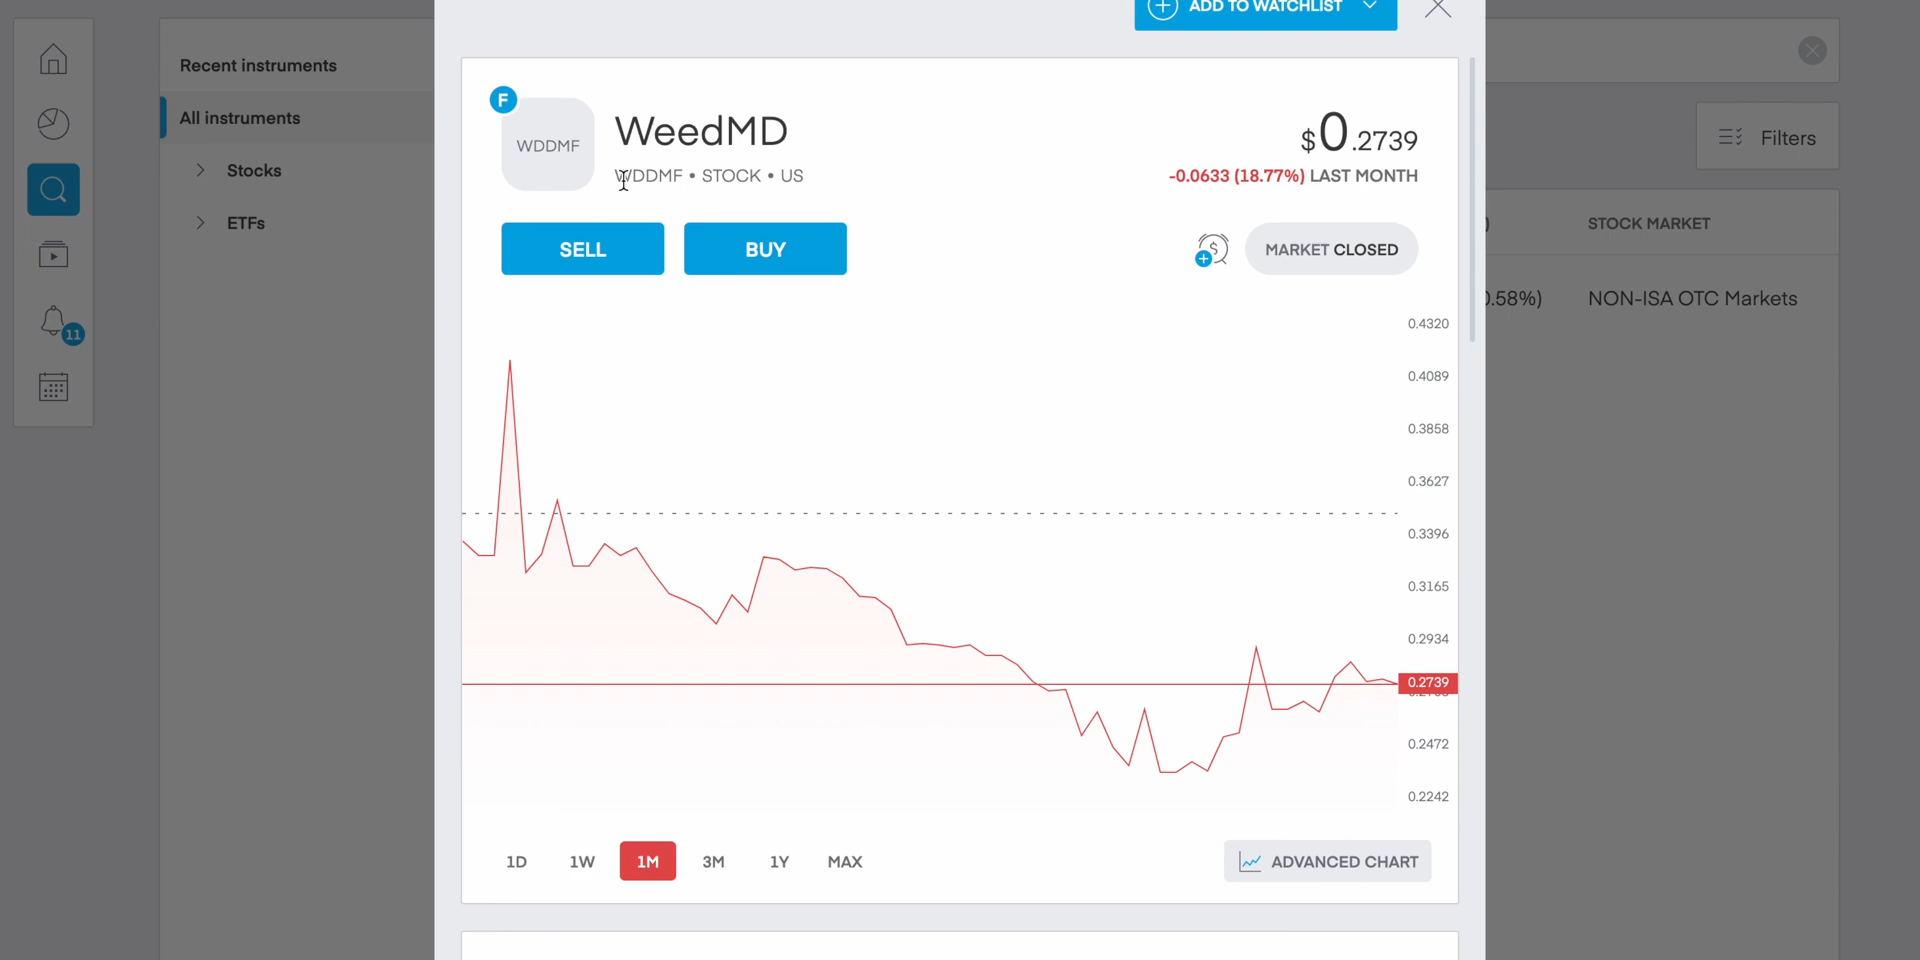 ADD TO WATCHLIST
Recent instruments
All instruments
Stocks
ETFs
11
F
WDDMF
WeedMD
WDDMF • STOCK • US
$0.2739
-0.0633 (18.77%) LAST MONTH
SELL
BUY
MARKET CLOSED
Filters
STOCK MARKET
0.58%)
NON-ISA OTC Markets
0.4320
0.4089
0.3858
0.3627
0.3396
0.3165
0.2934
0.2739
0.2472
0.2242
1D
1W
1M
3M
1Y
MAX
ADVANCED CHART